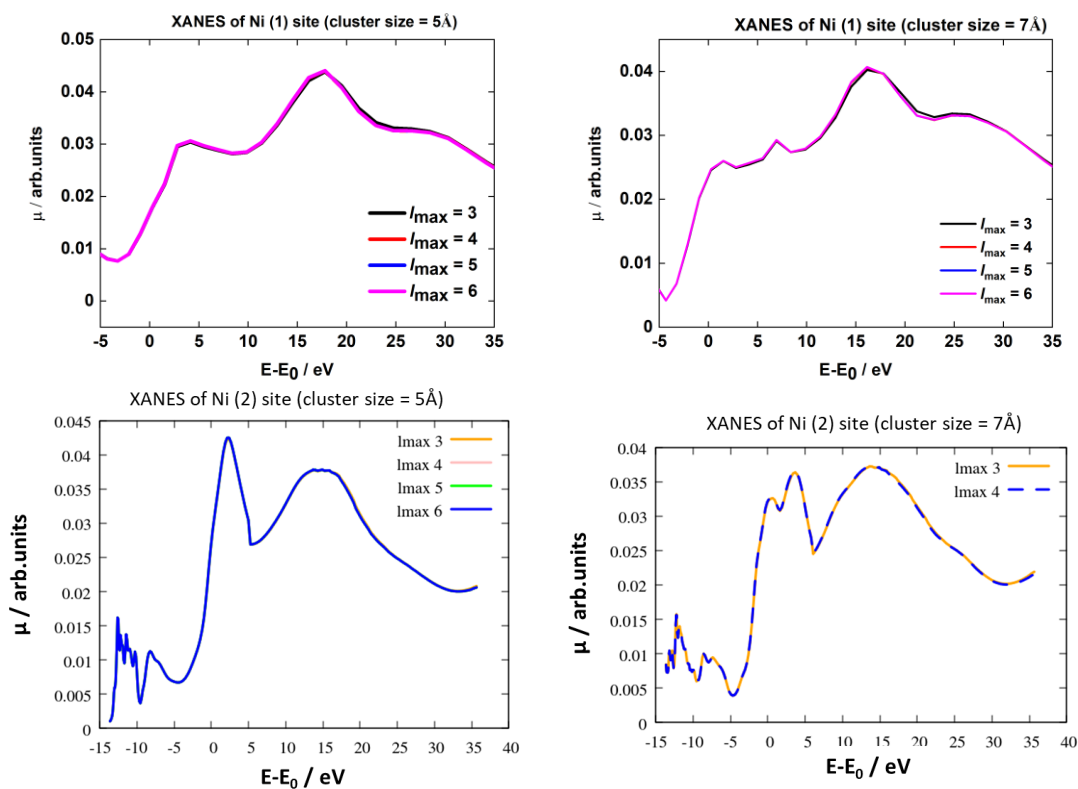 XANES of Ni (1) site (cluster size = 5Å)
0.05
0.04
0.03
0.02
0.01
0
μ / arb.units
lmax = 3
lmax = 4
lmax = 5
lmax = 6
-5 0 5 10 15 20 25 30 35
E-E0 / eV
XANES of Ni (1) site (cluster size = 7Å)
0.04
0.03
0.02
0.01
0
μ / arb.units
lmax = 3
lmax = 4
lmax = 5
lmax = 6
-5 0 5 10 15 20 25 30 35
E-E0 / eV
XANES of Ni (2) site (cluster size = 5Å)
0.045
0.04
0.035
0.03
0.025
0.02
0.015
0.01
0.005
0
μ / arb.units
lmax 3
lmax 4
lmax 5
lmax 6
-15 -10 -5 0 5 10 15 20 25 30 35 40
E-E0 / eV
XANES of Ni (2) site (cluster size = 7Å)
0.04
0.035
0.03
0.025
0.02
0.015
0.01
0.005
0
μ / arb.units
lmax 3
lmax 4
-15 -10 -5 0 5 10 15 20 25 30 35 40
E-E0 / eV